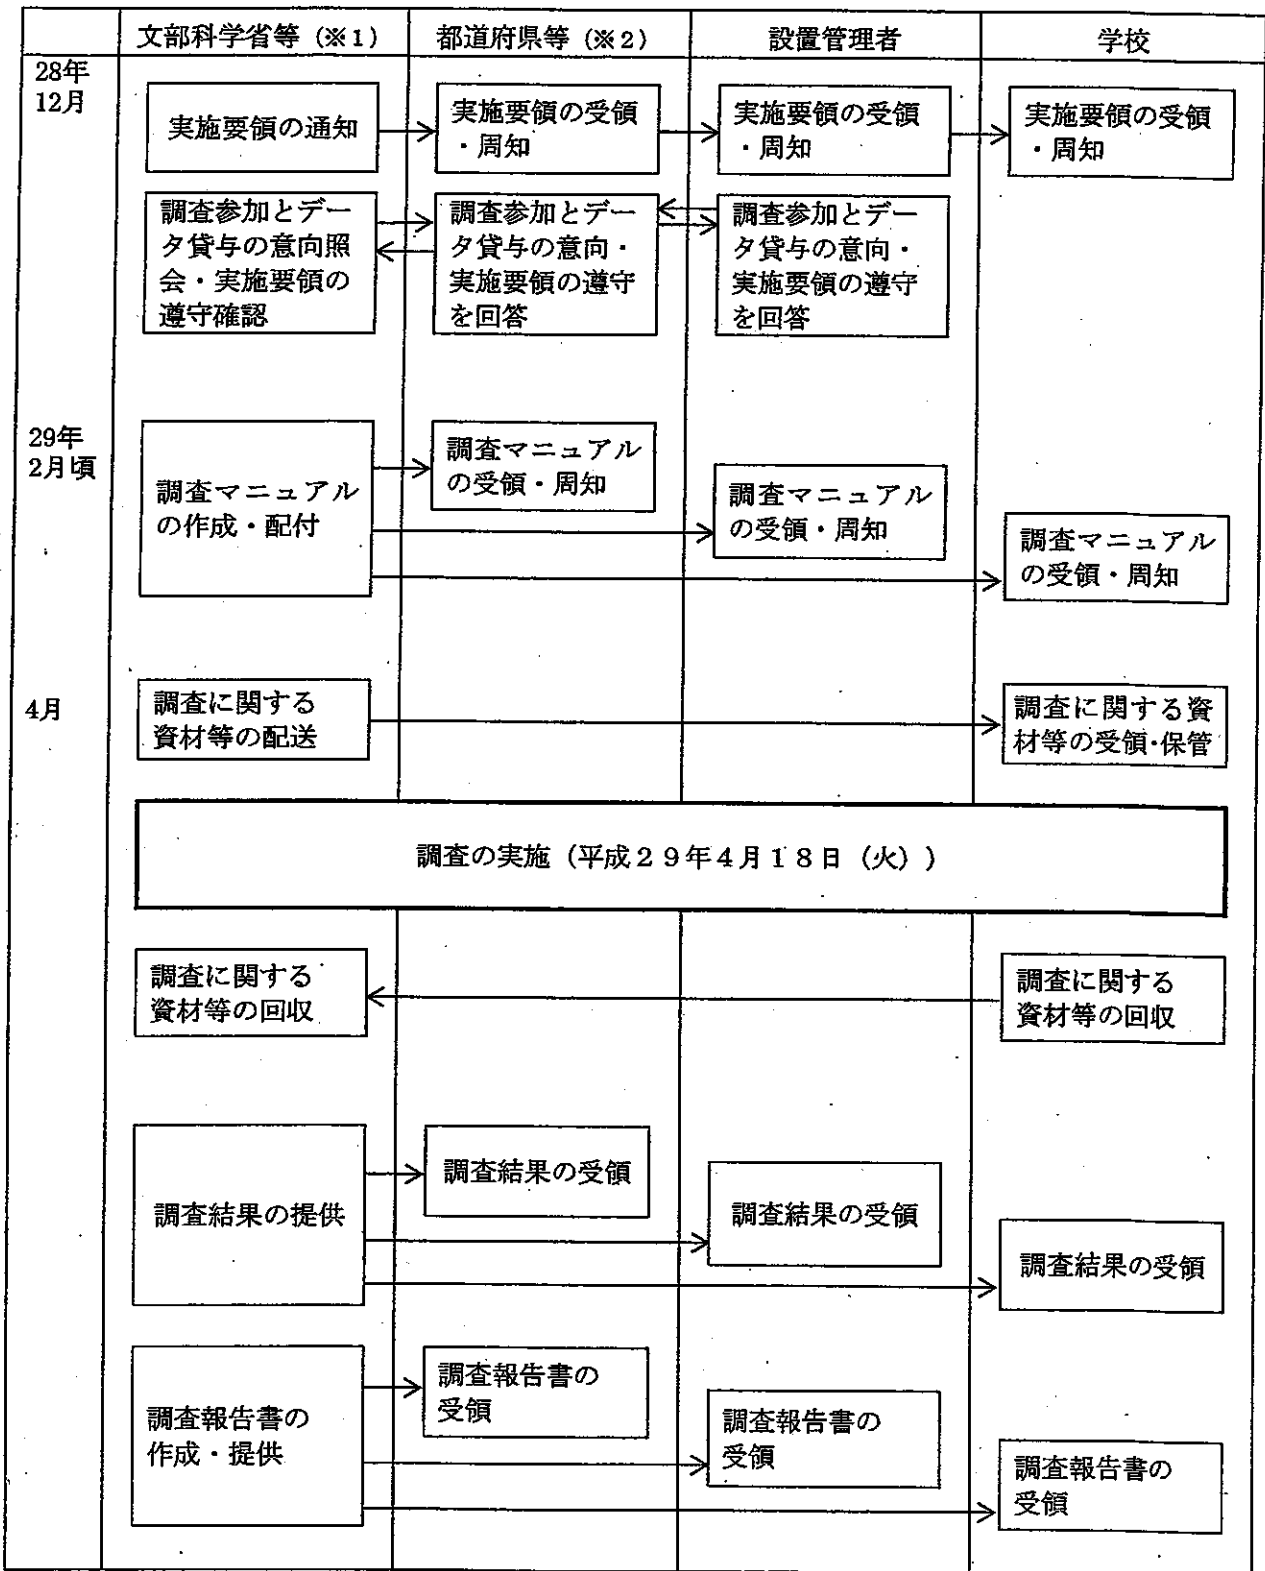 文部科学省等（※１）
都道府県等（※２）
設置管理者
学校
28年
12月
実施要領の通知
実施要領の受領
・周知
実施要領の受領
・周知
実施要領の受領
・周知
調査参加とデー
タ貸与の意向照
会・実施要領の
遵守確認
調査参加とデー
タ貸与の意向・
実施要領の遵守
を回答
調査参加とデー
タ貸与の意向・
実施要領の遵守
を回答
29年
2月頃
調査マニュアル
の作成・配付
調査マニュアル
の受領・周知
調査マニュアル
の受領・周知
調査マニュアル
の受領・周知
4月
調査に関する
資材等の配送
調査に関する資
材等の受領・保管
調査の実施（平成２９年４月１８日（火））
調査に関する
資材等の回収
調査に関する
資材等の回収
調査結果の提供
調査結果の受領
調査結果の受領
調査結果の受領
調査報告書の
作成・提供
調査報告書の
受領
調査報告書の
受領
調査報告書の
受領